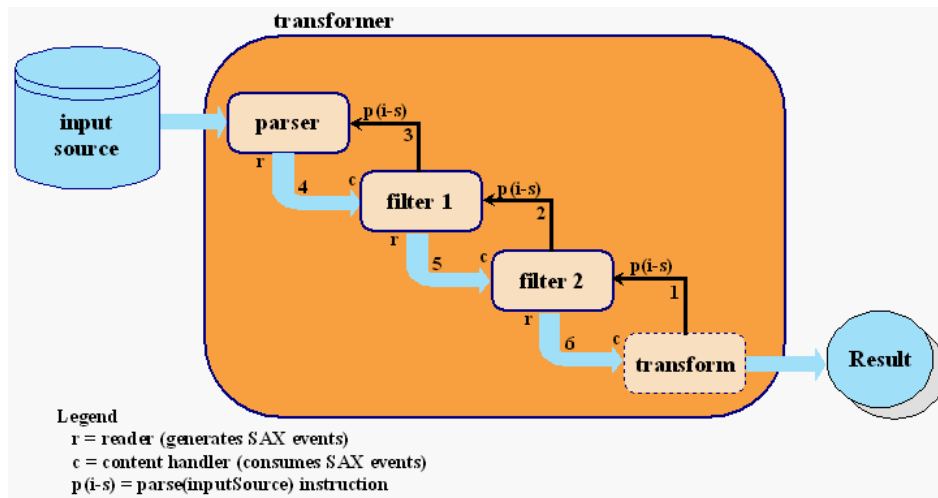 transformer
input
source
parser
p(i-s)
3
r
4
c
filter 1
p(i-s)
2
r
5
c
filter 2
p(i-s)
1
r
6
c
transform
Result
Legend
r = reader (generates SAX events)
c = content handler (consumes SAX events)
p(i-s) = parse(inputSource) instruction